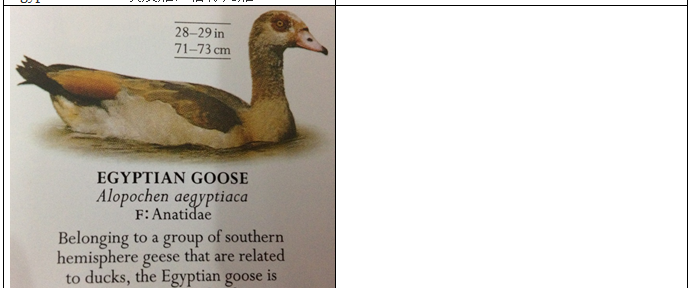 28–29 in
71–73 cm
EGYPTIAN GOOSE
Alopochen aegyptiaca
F: Anatidae
Belonging to a group of southern
hemisphere geese that are related
to ducks, the Egyptian goose is